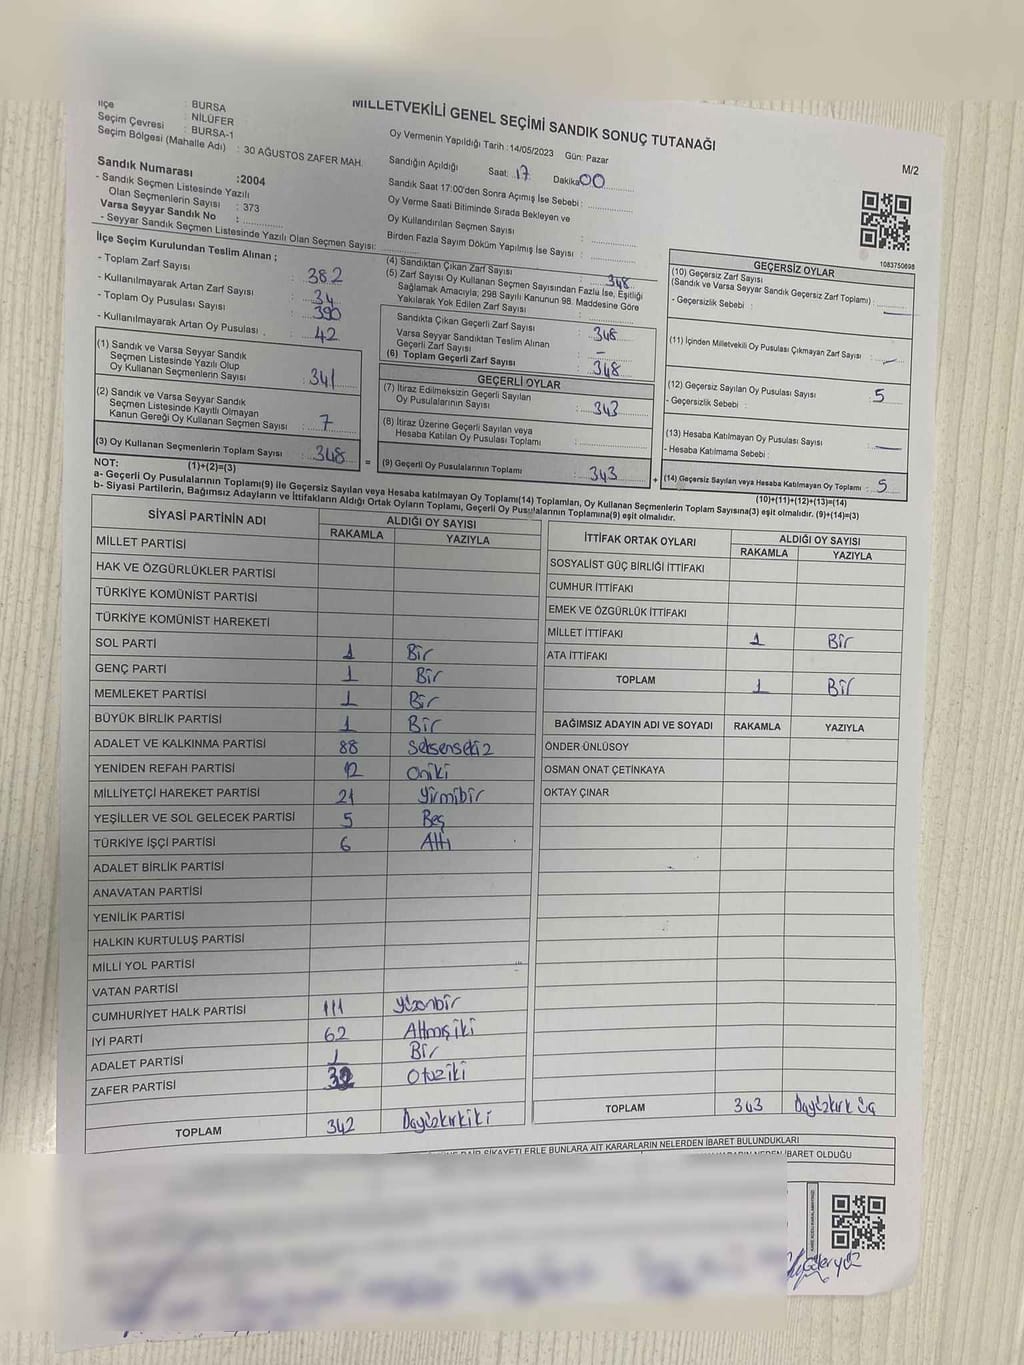 MİLLETVEKİLİ GENEL SEÇİMİ SANDIK SONUÇ TUTANAĞI
M/2
BURSA
İlçe : NİLÜFER
Seçim Çevresi : BURSA-1
Seçim Bölgesi (Mahalle Adı) : 30 AĞUSTOS ZAFER MAH.
Sandık Numarası :2004
- Sandık Seçmen Listesinde Yazılı
Olan Seçmenlerin Sayısı : 373
Varsa Seyyar Sandık No :
- Seyyar Sandık Seçmen Listesinde Yazılı Olan Seçmen Sayısı:
Oy Vermenin Yapıldığı Tarih :14/05/2023 Gün: Pazar
Sandığın Açıldığı Saat: 17 Dakika 00
Sandık Saat 17:00'den Sonra Açımış İse Sebebi :
Oy Verme Saati Bitiminde Sırada Bekleyen ve
Oy Kullandırılan Seçmen Sayısı :
Birden Fazla Sayım Döküm Yapılmış İse Sayısı :
1083750698
İlçe Seçim Kurulundan Teslim Alınan ;
- Toplam Zarf Sayısı : 382
- Kullanılmayarak Artan Zarf Sayısı : 34
- Toplam Oy Pusulası Sayısı : 390
- Kullanılmayarak Artan Oy Pusulası : 42
(1) Sandık ve Varsa Seyyar Sandık
Seçmen Listesinde Yazılı Olup
Oy Kullanan Seçmenlerin Sayısı : 341
(2) Sandık ve Varsa Seyyar Sandık
Seçmen Listesinde Kayıtlı Olmayan
Kanun Gereği Oy Kullanan Seçmen Sayısı : 7
(3) Oy Kullanan Seçmenlerin Toplam Sayısı : 348
(1)+(2)=(3)
(4) Sandıktan Çıkan Zarf Sayısı : 348
(5) Zarf Sayısı Oy Kullanan Seçmen Sayısından Fazla İse, Eşitliği
Sağlamak Amacıyla, 298 Sayılı Kanunun 98. Maddesine Göre
Yakılarak Yok Edilen Zarf Sayısı :
Sandıkta Çıkan Geçerli Zarf Sayısı : 348
Varsa Seyyar Sandıktan Teslim Alınan
Geçerli Zarf Sayısı : -
(6) Toplam Geçerli Zarf Sayısı : 348
GEÇERLİ OYLAR
(7) İtiraz Edilmeksizin Geçerli Sayılan
Oy Pusulalarının Sayısı : 343
(8) İtiraz Üzerine Geçerli Sayılan veya
Hesaba Katılan Oy Pusulası Toplamı :
= (9) Geçerli Oy Pusulalarının Toplamı : 343
GEÇERSİZ OYLAR
(10) Geçersiz Zarf Sayısı
(Sandık ve Varsa Seyyar Sandık Geçersiz Zarf Toplamı) :
- Geçersizlik Sebebi :
(11) İçinden Milletvekili Oy Pusulası Çıkmayan Zarf Sayısı : -
(12) Geçersiz Sayılan Oy Pusulası Sayısı : 5
- Geçersizlik Sebebi :
(13) Hesaba Katılmayan Oy Pusulası Sayısı
- Hesaba Katılmama Sebebi :
+ (14) Geçersiz Sayılan veya Hesaba Katılmayan Oy Toplamı : 5
(10)+(11)+(12)+(13)=(14)
NOT:
a- Geçerli Oy Pusulalarının Toplamı(9) ile Geçersiz Sayılan veya Hesaba katılmayan Oy Toplamı(14) Toplamları, Oy Kullanan Seçmenlerin Toplam Sayısına(3) eşit olmalıdır. (9)+(14)=(3)
b- Siyasi Partilerin, Bağımsız Adayların ve İttifakların Aldığı Ortak Oyların Toplamı, Geçerli Oy Pusulalarının Toplamına(9) eşit olmalıdır.
SİYASİ PARTİNİN ADI ALDIĞI OY SAYISI
RAKAMLA YAZIYLA
MİLLET PARTİSİ
HAK VE ÖZGÜRLÜKLER PARTİSİ
TÜRKİYE KOMÜNİST PARTİSİ
TÜRKİYE KOMÜNİST HAREKETİ
SOL PARTİ 1 Bir
GENÇ PARTİ 1 Bir
MEMLEKET PARTİSİ 1 Bir
BÜYÜK BİRLİK PARTİSİ 1 Bir
ADALET VE KALKINMA PARTİSİ 88
YENİDEN REFAH PARTİSİ 12 Oniki
MİLLİYETÇİ HAREKET PARTİSİ 21 Yirmibir
YEŞİLLER VE SOL GELECEK PARTİSİ 5 Beş
TÜRKİYE İŞÇİ PARTİSİ 6 Altı
ADALET BİRLİK PARTİSİ
ANAVATAN PARTİSİ
YENİLİK PARTİSİ
HALKIN KURTULUŞ PARTİSİ
MİLLİ YOL PARTİSİ
VATAN PARTİSİ
CUMHURİYET HALK PARTİSİ 111 Yüzonbir
İYİ PARTİ 62 Altmışiki
ADALET PARTİSİ 1 Bir
ZAFER PARTİSİ 32 Otuziki
TOPLAM 342 Üçyüzkırkiki
İTTİFAK ORTAK OYLARI ALDIĞI OY SAYISI
RAKAMLA YAZIYLA
SOSYALİST GÜÇ BİRLİĞİ İTTİFAKI
CUMHUR İTTİFAKI
EMEK VE ÖZGÜRLÜK İTTİFAKI
MİLLET İTTİFAKI 1 Bir
ATA İTTİFAKI
TOPLAM 1 Bir
BAĞIMSIZ ADAYIN ADI VE SOYADI RAKAMLA YAZIYLA
ÖNDER ÜNLÜSOY
OSMAN ONAT ÇETİNKAYA
OKTAY ÇINAR
TOPLAM 343 Üçyüzkırk üç
ŞİKAYETLERLE BUNLARA AİT KARARLARIN NELERDEN İBARET BULUNDUKLARI
İBARET OLDUĞU